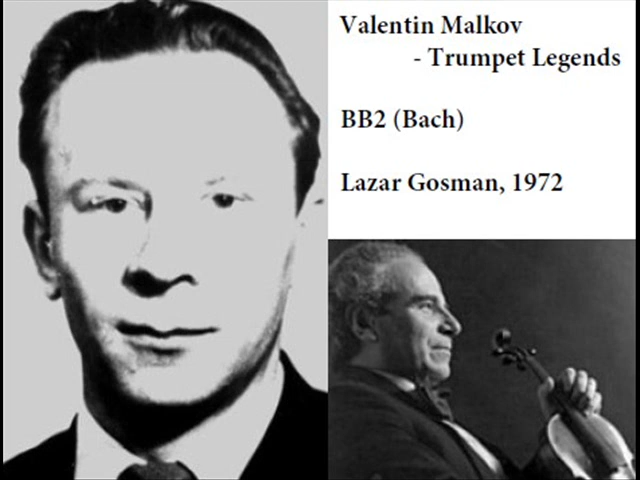 Valentin Malkov
- Trumpet Legends
BB2 (Bach)
Lazar Gosman, 1972